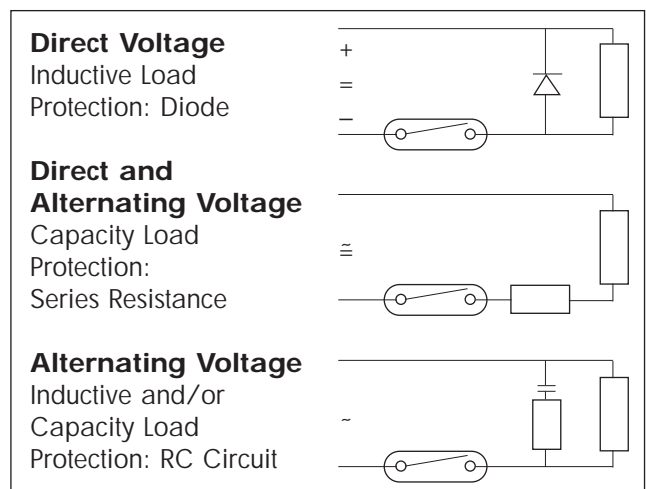 Direct Voltage
Inductive Load
Protection: Diode
+
=
–
Direct and
Alternating Voltage
Capacity Load
Protection:
Series Resistance
≅
Alternating Voltage
Inductive and/or
Capacity Load
Protection: RC Circuit
~